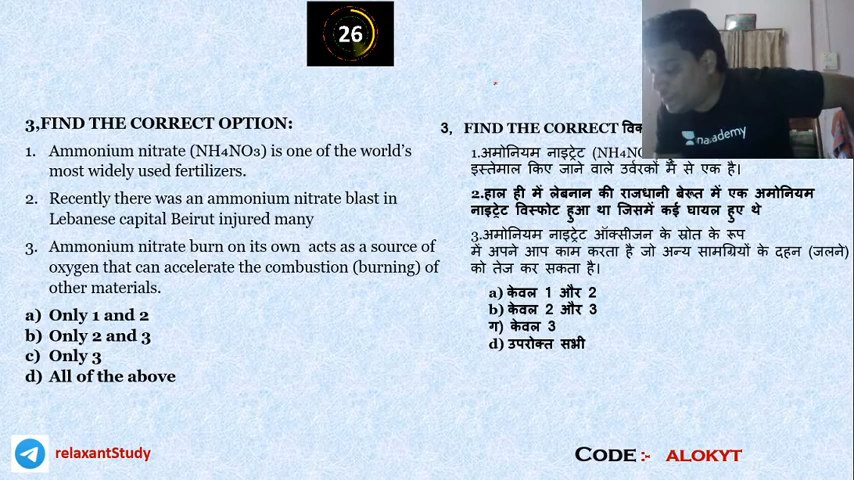 26
3,FIND THE CORRECT OPTION:
1. Ammonium nitrate (NH4NO3) is one of the world's
most widely used fertilizers.
2. Recently there was an ammonium nitrate blast in
Lebanese capital Beirut injured many
3. Ammonium nitrate burn on its own acts as a source of
oxygen that can accelerate the combustion (burning) of
other materials.
a) Only 1 and 2
b) Only 2 and 3
c) Only 3
d) All of the above
3, FIND THE CORRECT
1.अमोनियम नाइट्रेट
इस्तेमाल किए जाने वाले उर्वरकों में से एक है।
2.हाल ही में लेबनान की राजधानी बेरूत में एक अमोनियम
नाइट्रेट विस्फोट हुआ था जिसमें कई घायल हुए थे
3.अमोनियम नाइट्रेट ऑक्सीजन के स्रोत के रूप
में अपने आप काम करता है जो अन्य सामग्रियों के दहन (जलने)
को तेज कर सकता है।
a) केवल 1 और 2
b) केवल 2 और 3
ग) केवल 3
d) उपरोक्त सभी
relaxantStudy
CODE :- ALOKYT